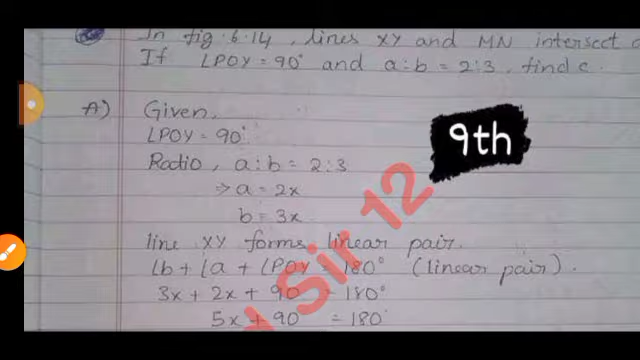 In fig 6.14, lines XY and MN intersect
If ∠POY = 90° and a:b = 2:3, find c.
A) Given,
∠POY = 90°
Radio, a:b = 2:3
⇒ a = 2x
b = 3x
line XY forms linear pair.
∠b + ∠a + ∠POY = 180° (linear pair).
3x + 2x + 90 = 180°
5x + 90 = 180°
9th
Sir 12